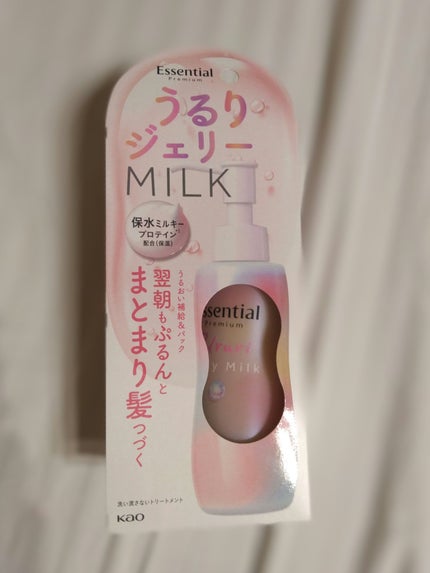 Essential
Premium
うるり
ジェリー
MILK
保水ミルキー
プロテイン
配合(保湿)
うるおい補給&パック
翌朝もぷるんと
まとまり髪つづく
ssential
Premium
Ururi
y Milk
洗い流さないトリートメント
Kao